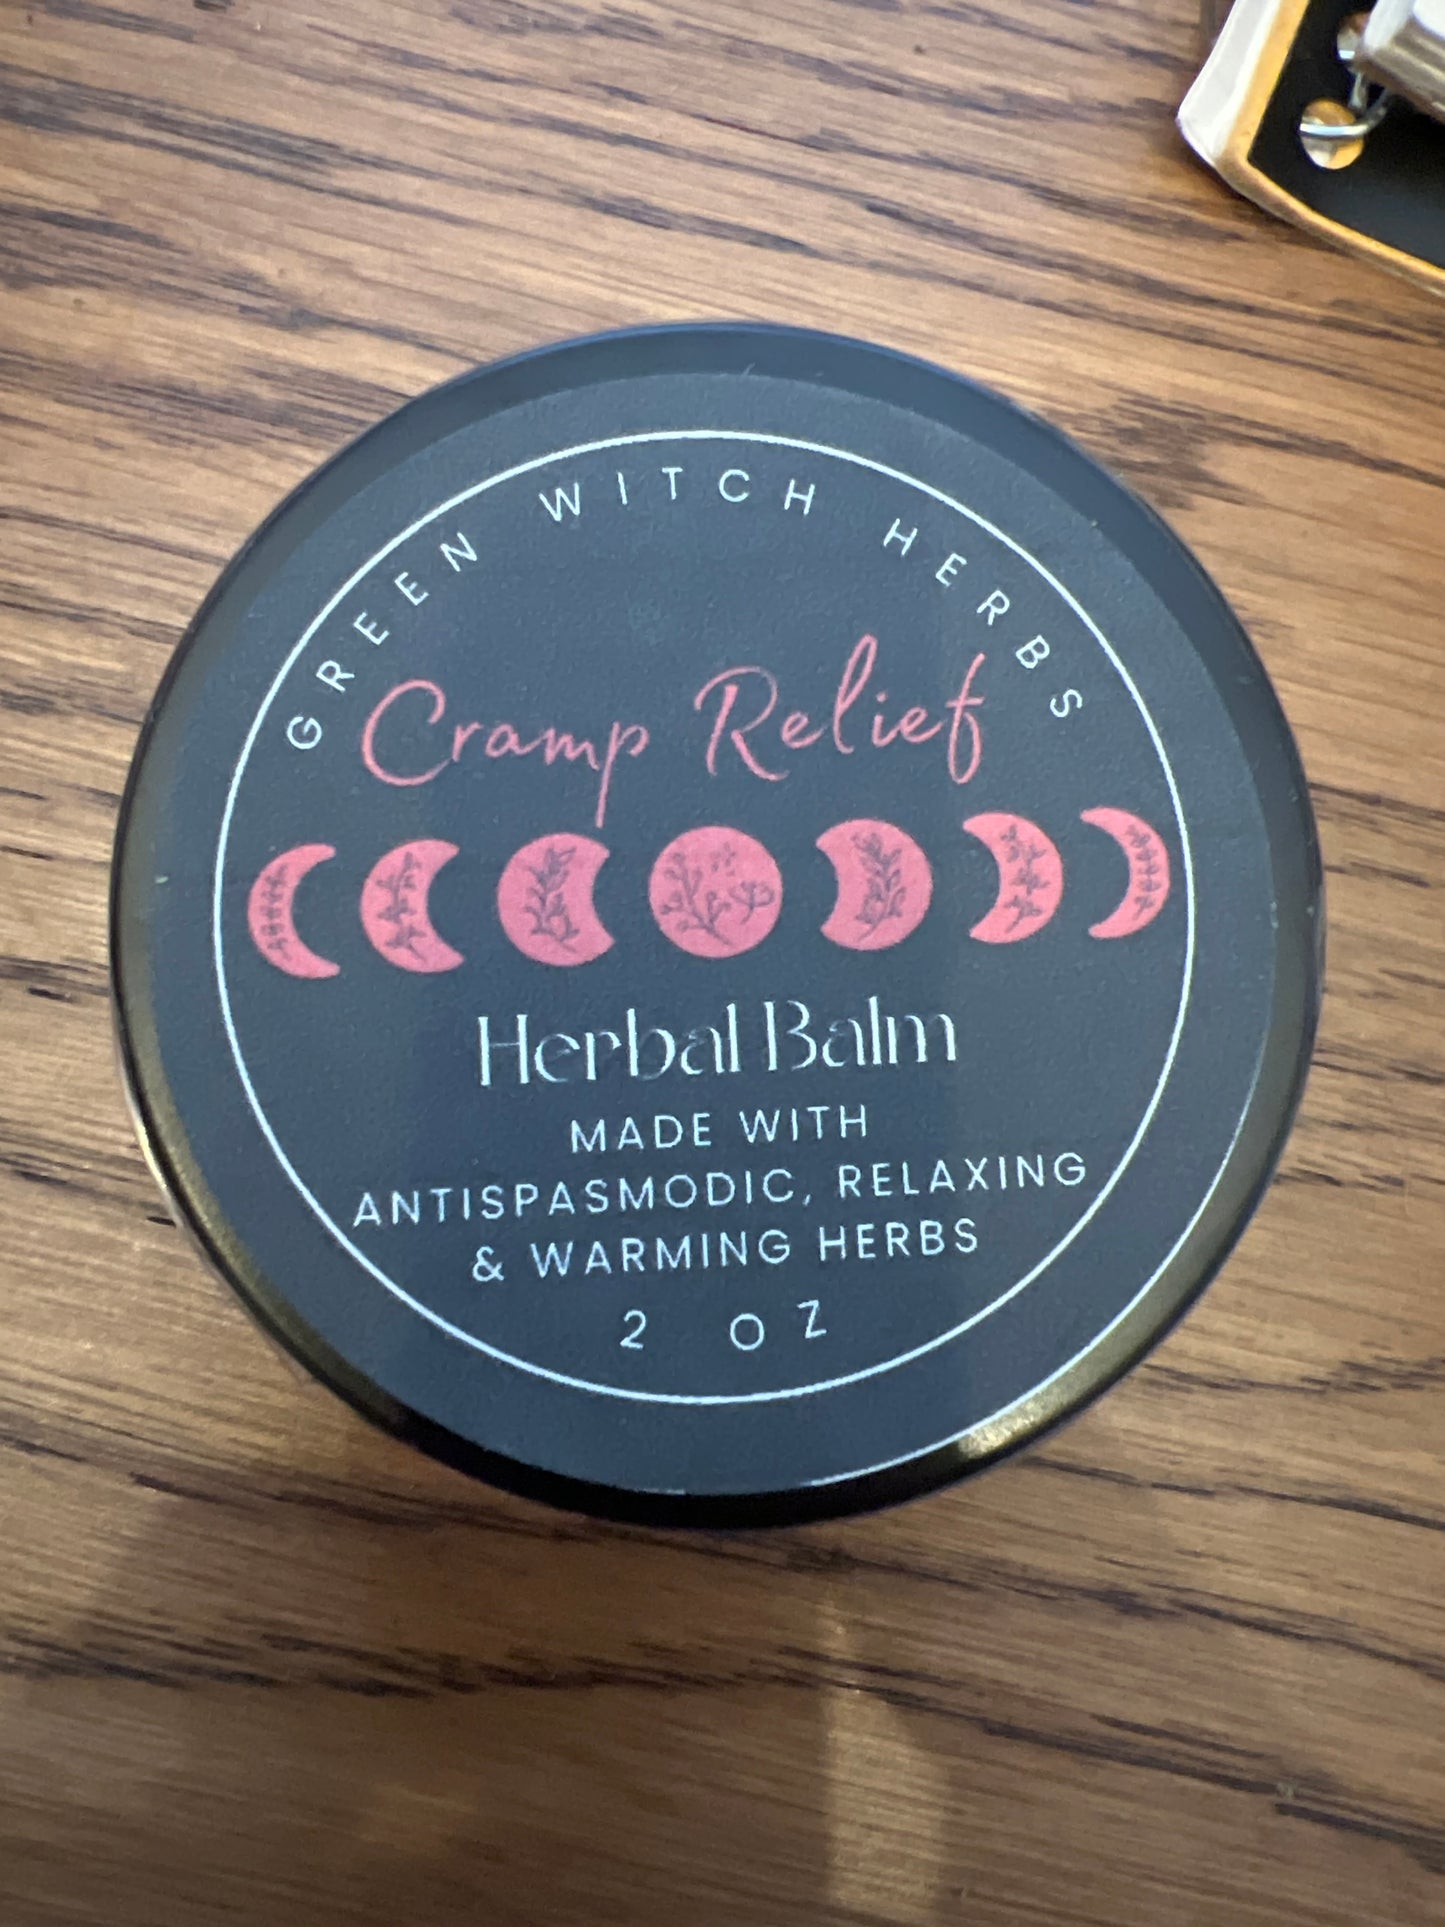 GREEN WITCH HERBS
Cramp Relief
Herbal Balm
MADE WITH
ANTISPASMODIC, RELAXING
& WARMING HERBS
2 OZ